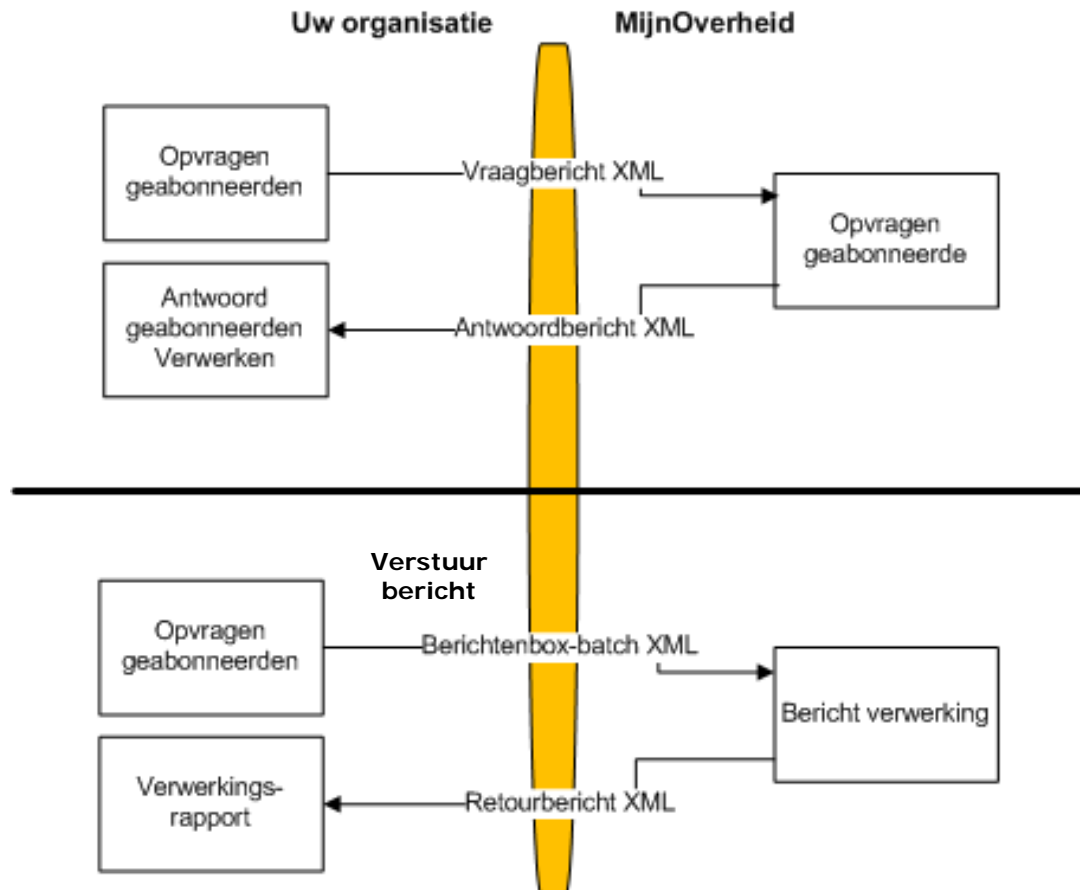 Uw organisatie
MijnOverheid
Opvragen
geabonneerden
Vraagbericht XML
Opvragen
geabonneerde
Antwoord
geabonneerden
Verwerken
Antwoordbericht XML
Verstuur
bericht
Opvragen
geabonneerden
Berichtenbox-batch XML
Bericht verwerking
Verwerkings-
rapport
Retourbericht XML